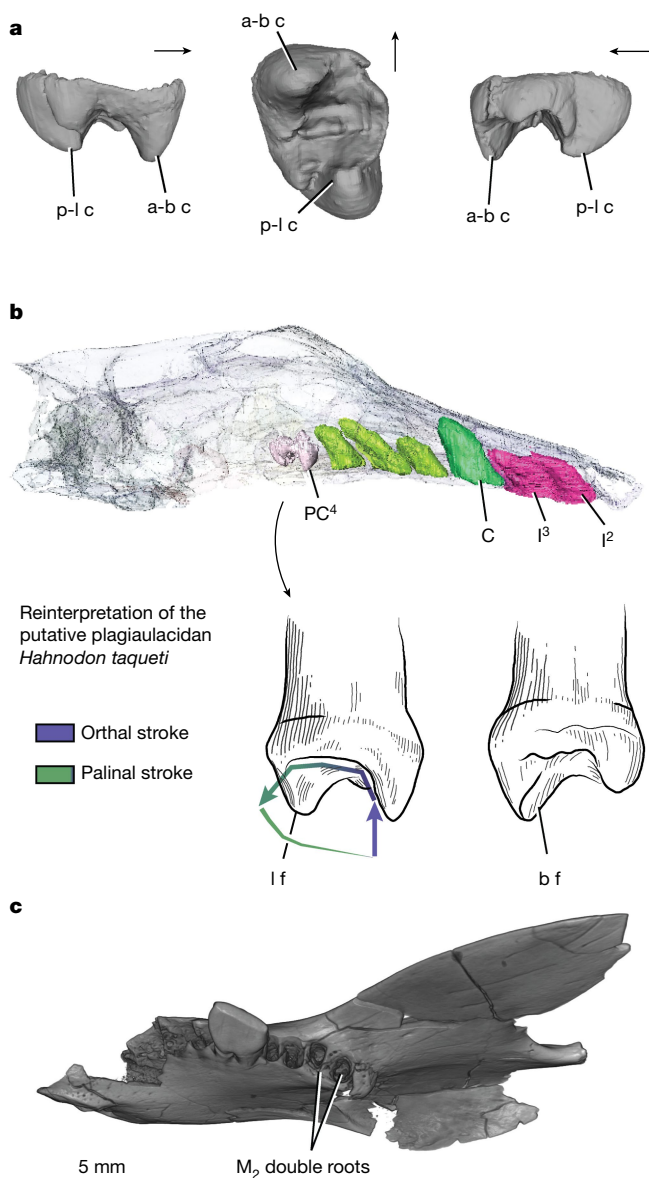 a
a-b c
p-l c
a-b c
p-l c
a-b c
p-l c
b
PC⁴
C
I³
I²
Reinterpretation of the
putative plagiaulacidan
Hahnodon taqueti
Orthal stroke
Palinal stroke
l f
b f
c
5 mm
M₂ double roots